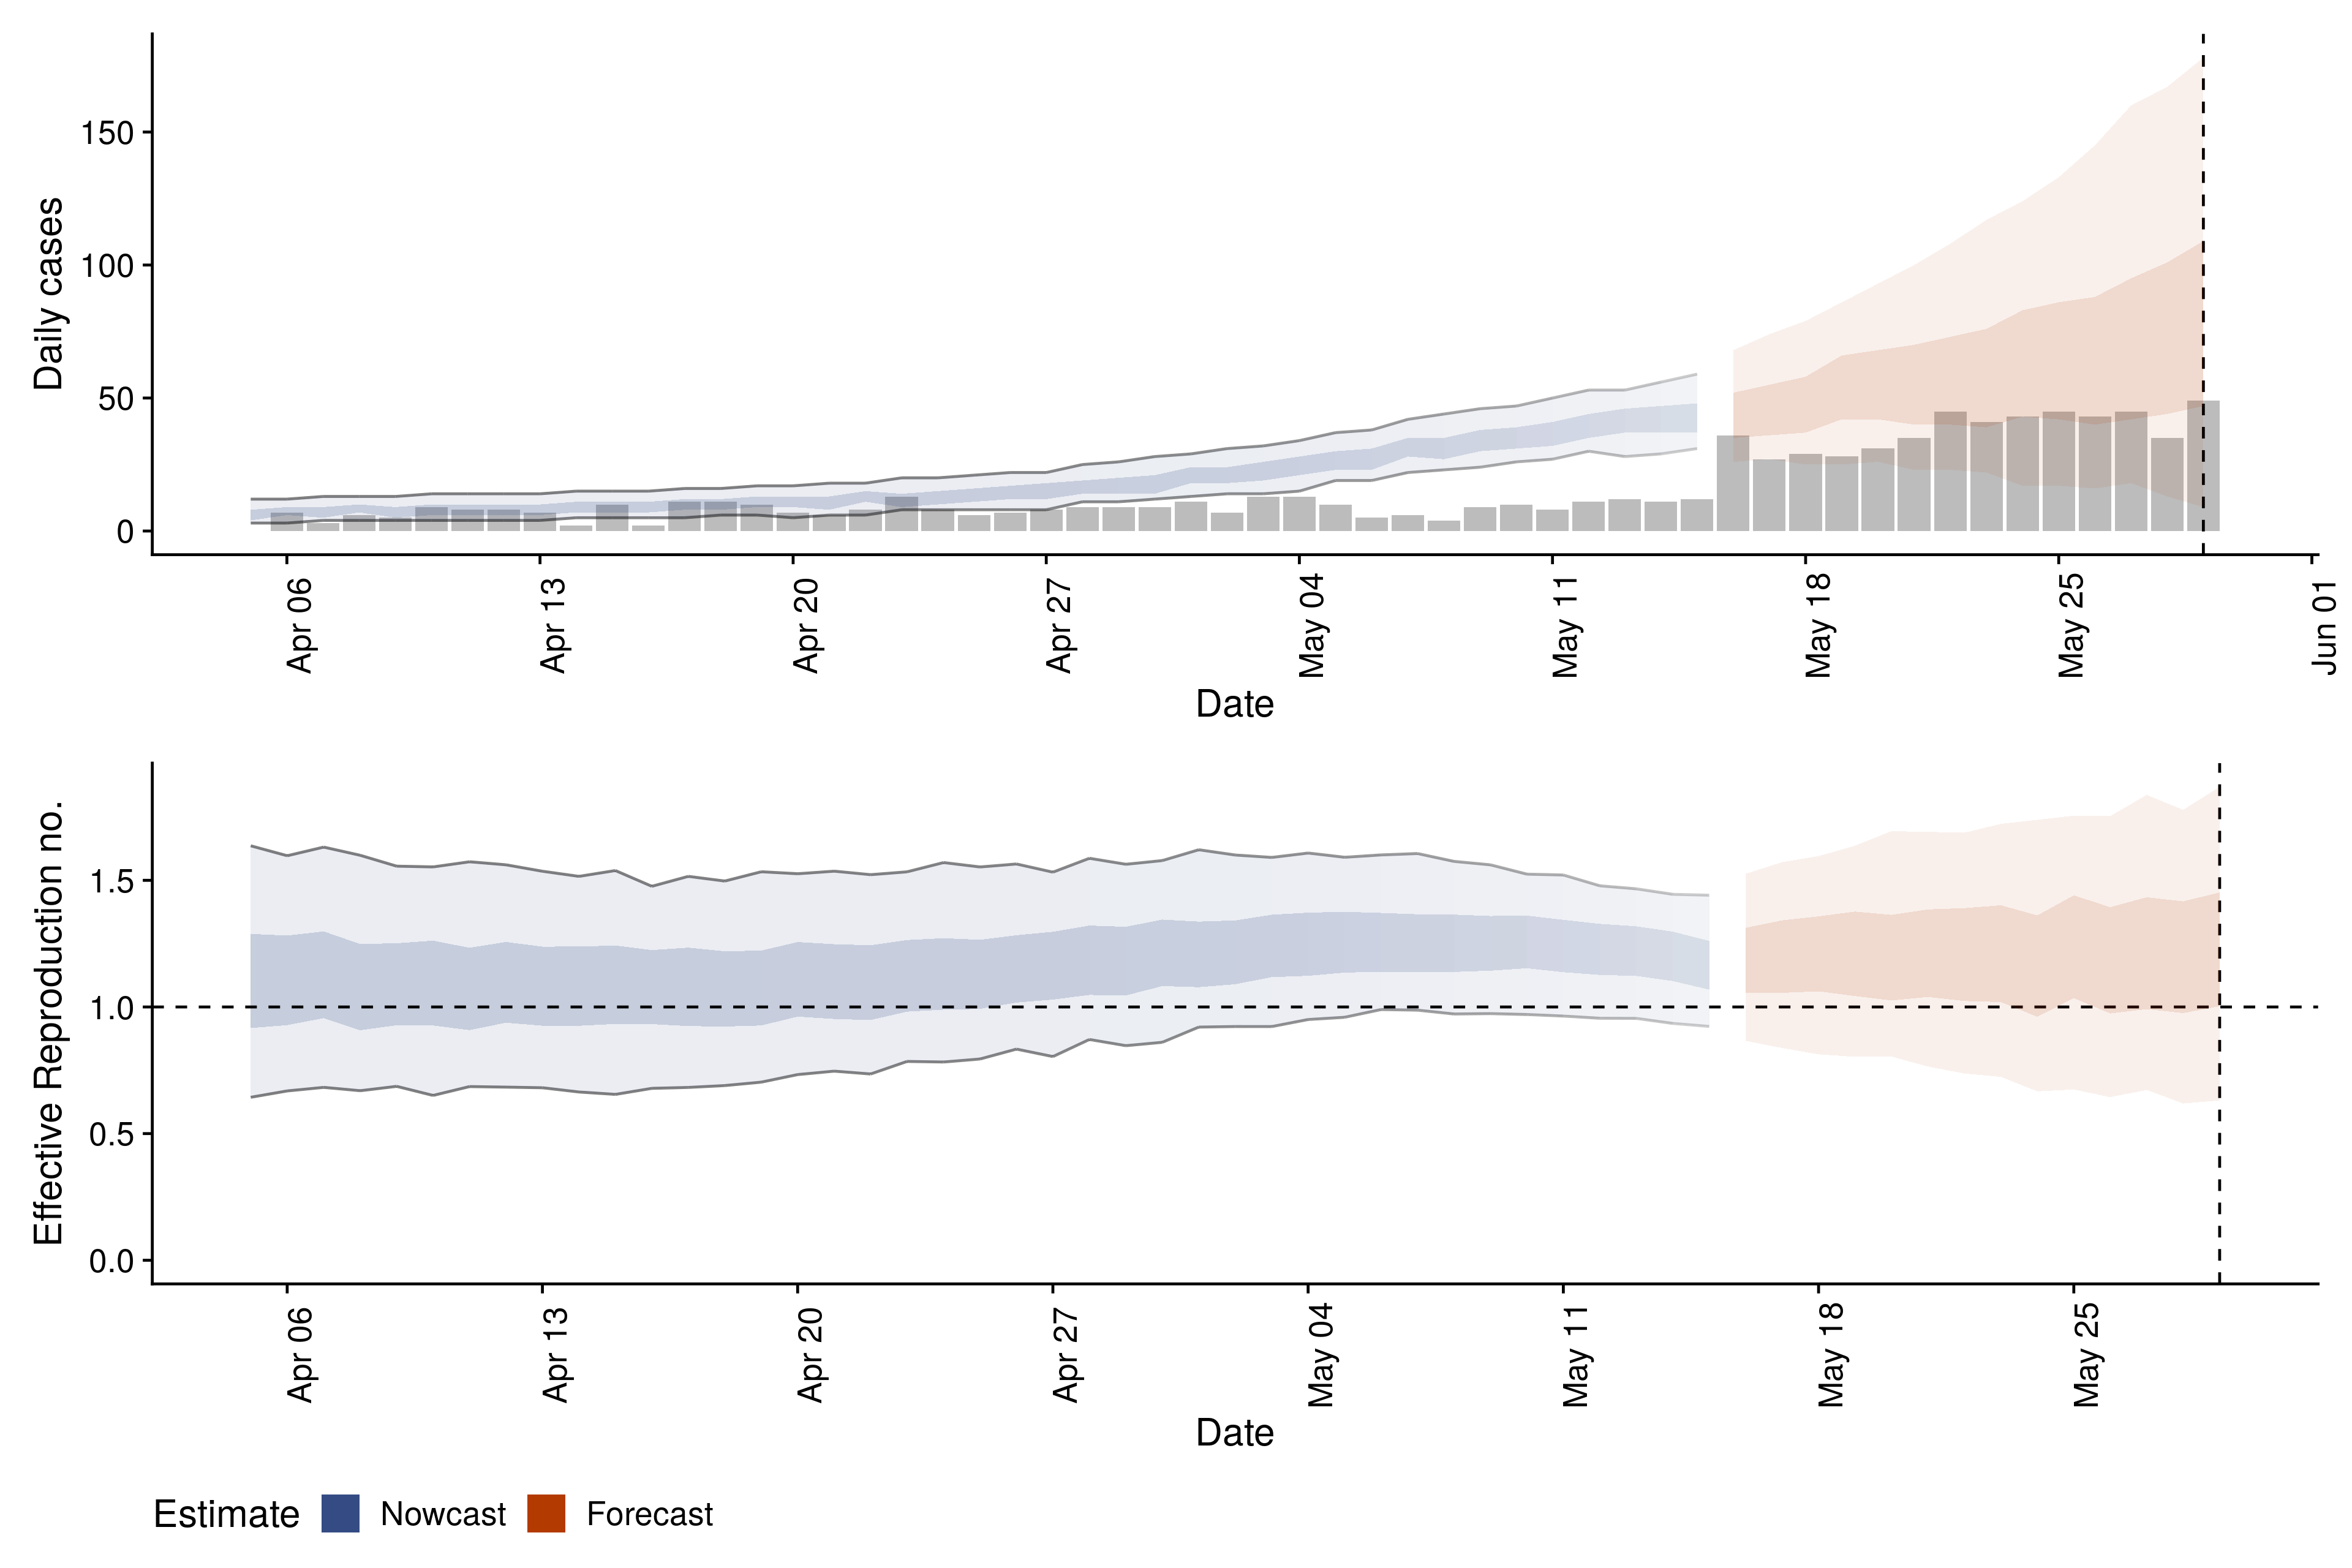 Daily cases
150
100
50
0
Apr 06
Apr 13
Apr 20
Apr 27
May 04
May 11
May 18
May 25
Jun 01
Date
Effective Reproduction no.
1.5
1.0
0.5
0.0
Apr 06
Apr 13
Apr 20
Apr 27
May 04
May 11
May 18
May 25
Date
Estimate Nowcast Forecast